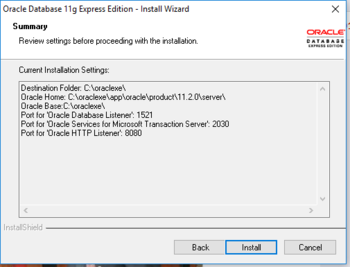 Oracle Database 11g Express Edition - Install Wizard
Summary
Review settings before proceeding with the installation.
ORACLE
DATABASE
EXPRESS EDITION
Current Installation Settings:
Destination Folder: C:\oraclexe\
Oracle Home: C:\oraclexe\app\oracle\product\11.2.0\server\
Oracle Base:C:\oraclexe\
Port for 'Oracle Database Listener': 1521
Port for 'Oracle Services for Microsoft Transaction Server': 2030
Port for 'Oracle HTTP Listener': 8080
InstallShield
Back
Install
Cancel